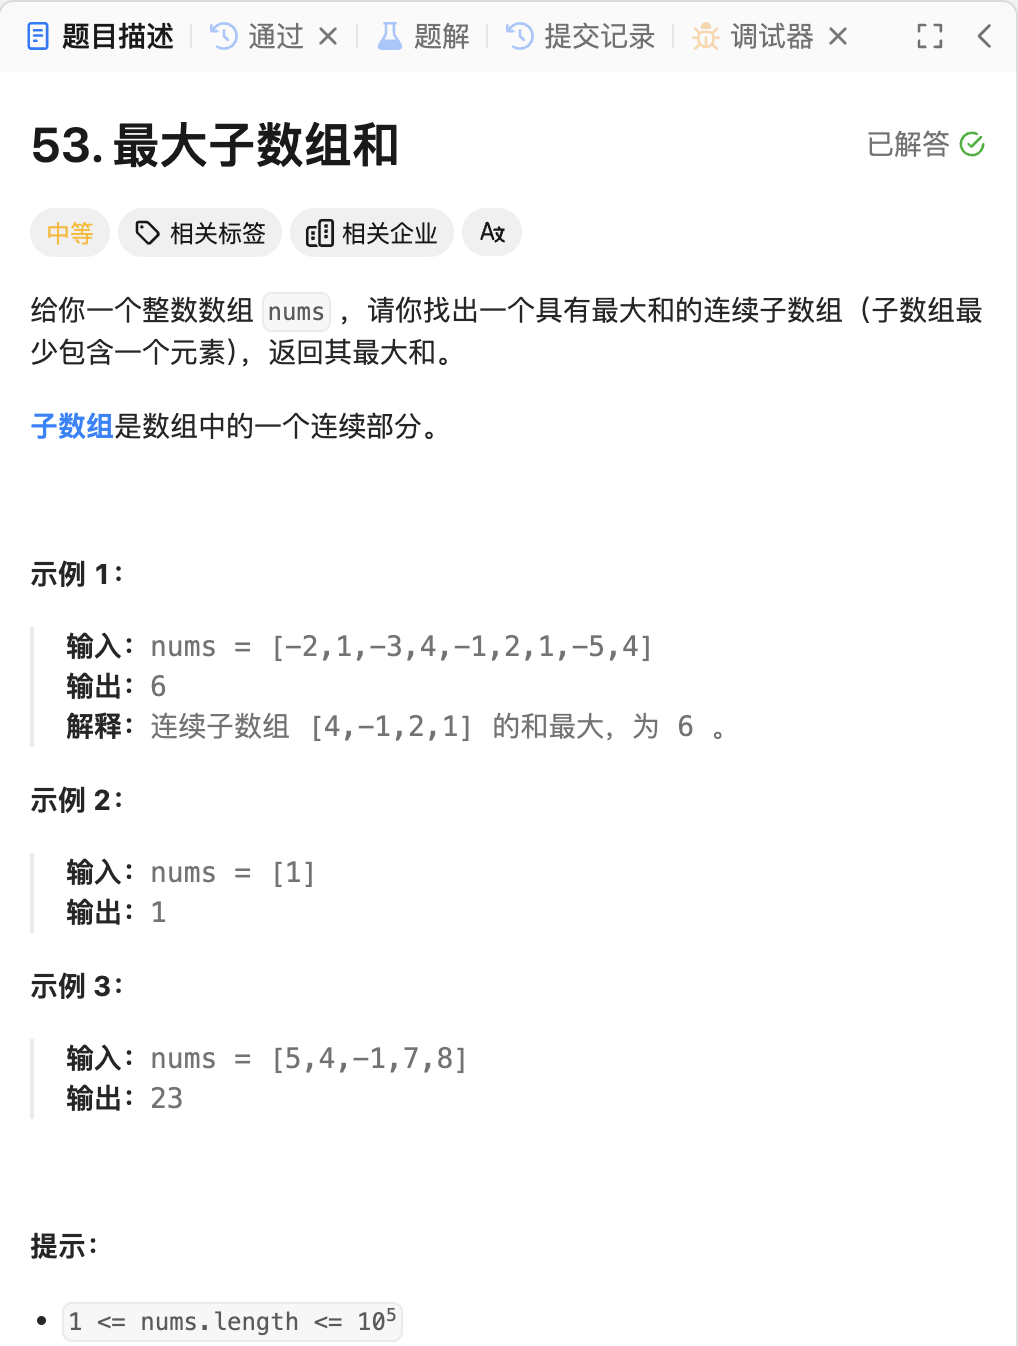 题目描述 通过 题解 提交记录 调试器
53. 最大子数组和 已解答
中等 相关标签 相关企业
给你一个整数数组 nums ，请你找出一个具有最大和的连续子数组（子数组最
少包含一个元素），返回其最大和。
子数组是数组中的一个连续部分。
示例 1：
输入：nums = [-2,1,-3,4,-1,2,1,-5,4]
输出：6
解释：连续子数组 [4,-1,2,1] 的和最大，为 6 。
示例 2：
输入：nums = [1]
输出：1
示例 3：
输入：nums = [5,4,-1,7,8]
输出：23
提示：
• 1 <= nums.length <= 10⁵